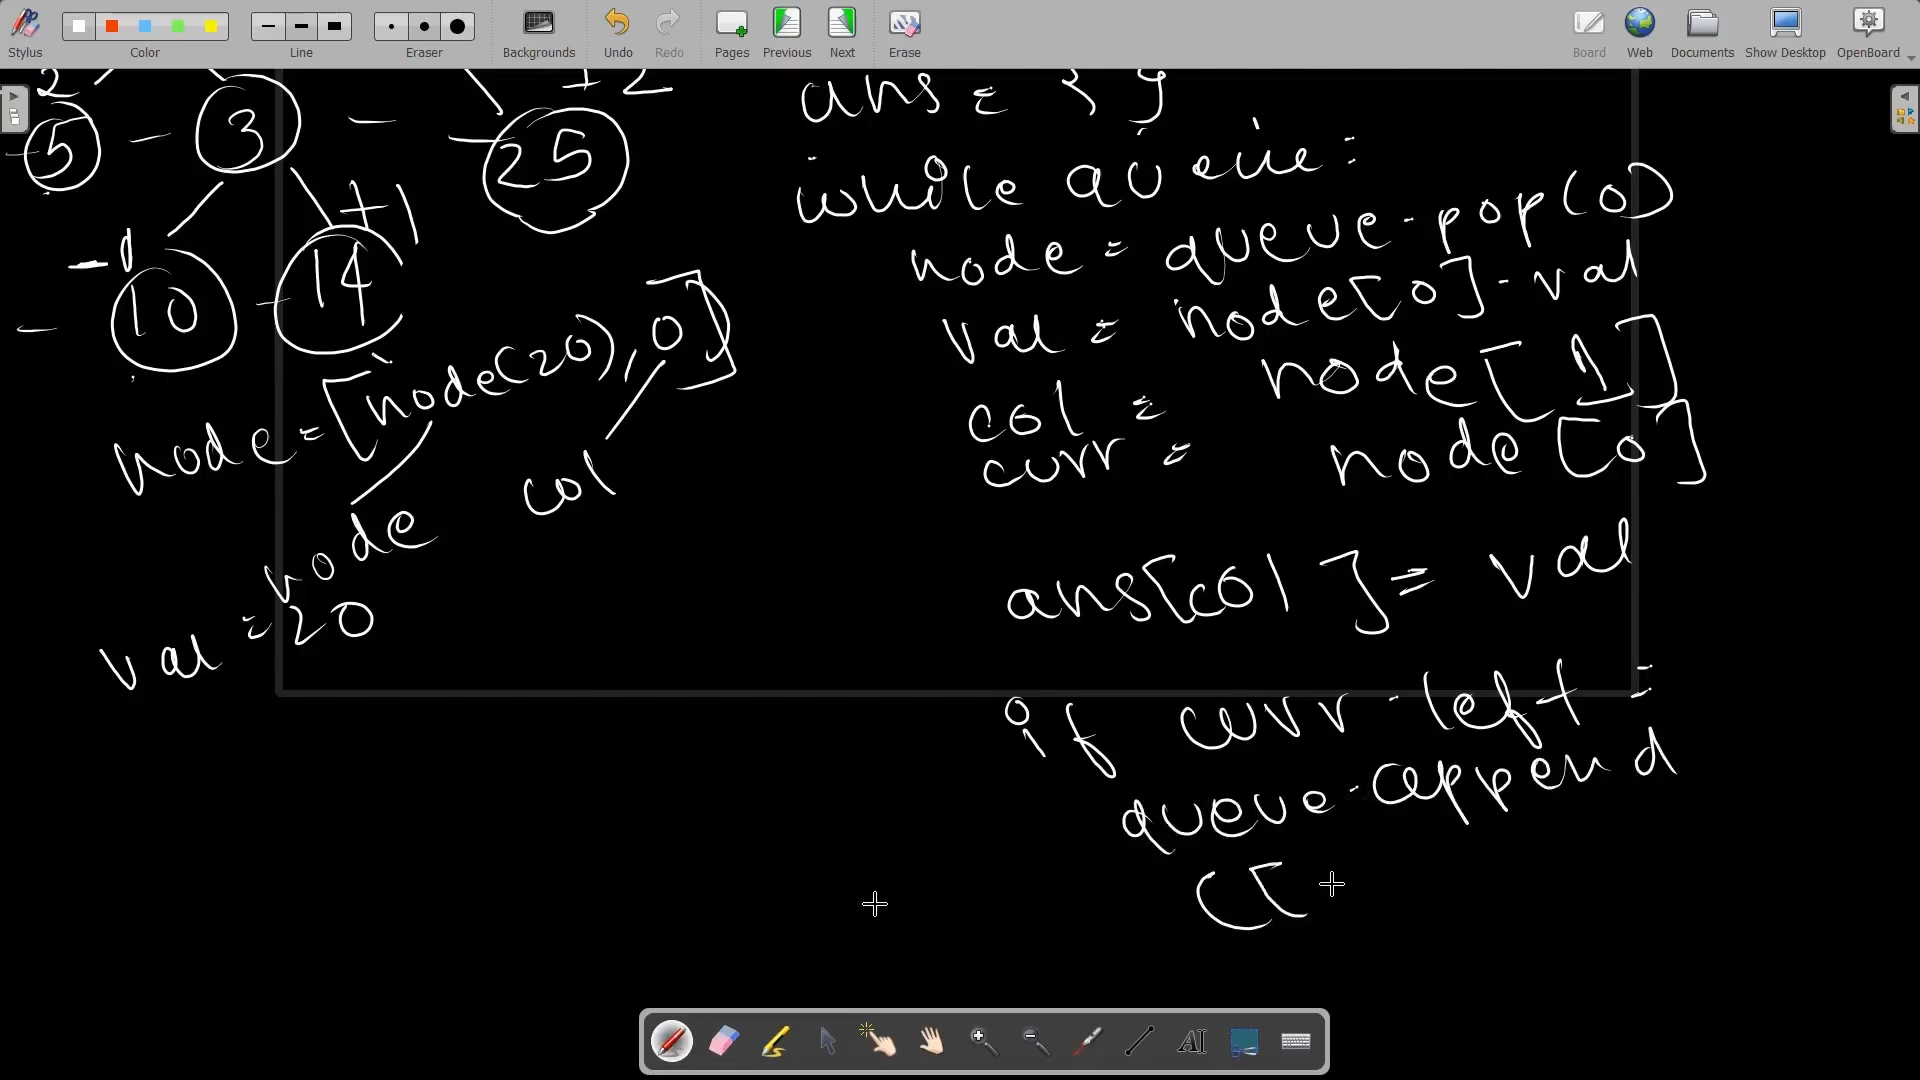 Stylus Color Line Eraser Backgrounds Undo Redo Pages Previous Next Erase Board Web Documents Show Desktop OpenBoard
2 +2
5 - 3 - 25
-1 +1
- 10 - 14
node = [node(20), 0]
node col
val = 20
ans = { }
while queue:
node = queue.pop(0)
val = node[0].val
col = node[1]
curr = node[0]
ans[col] = val
if curr.left:
queue.append
([